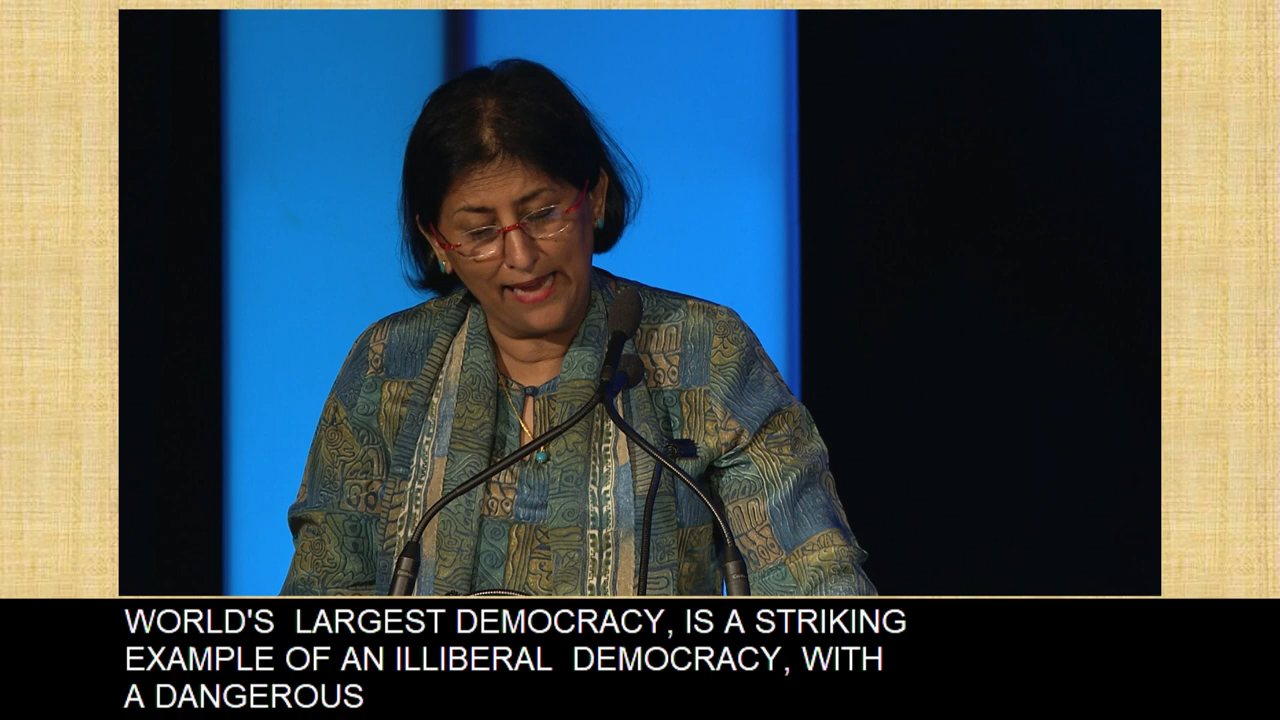 WORLD'S  LARGEST DEMOCRACY, IS A STRIKING
EXAMPLE OF AN ILLIBERAL  DEMOCRACY, WITH
A DANGEROUS